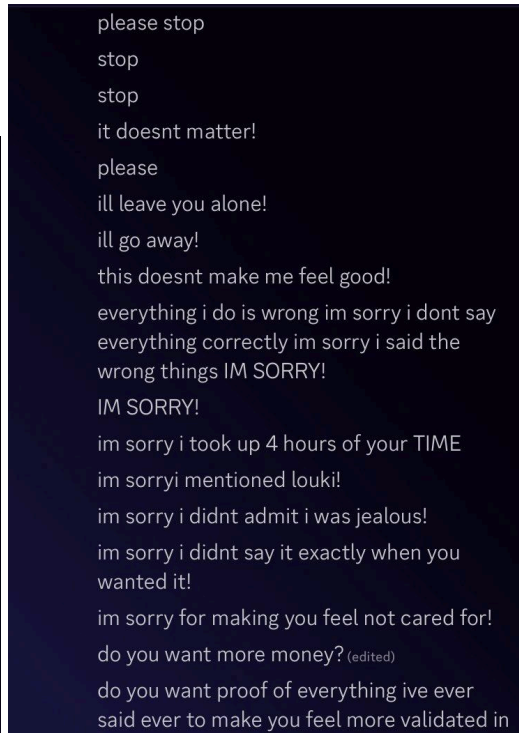 please stop
stop
stop
it doesnt matter!
please
ill leave you alone!
ill go away!
this doesnt make me feel good!
everything i do is wrong im sorry i dont say
everything correctly im sorry i said the
wrong things IM SORRY!
IM SORRY!
im sorry i took up 4 hours of your TIME
im sorryi mentioned louki!
im sorry i didnt admit i was jealous!
im sorry i didnt say it exactly when you
wanted it!
im sorry for making you feel not cared for!
do you want more money? (edited)
do you want proof of everything ive ever
said ever to make you feel more validated in